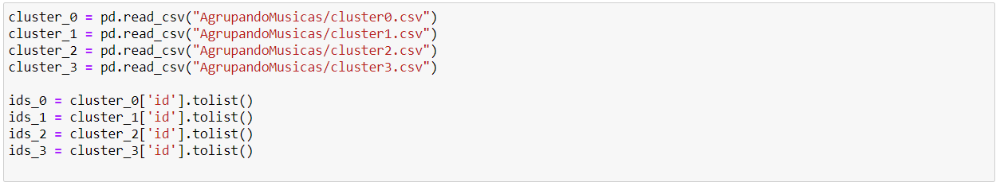 cluster_0 = pd.read_csv("AgrupandoMusicas/cluster0.csv")
cluster_1 = pd.read_csv("AgrupandoMusicas/cluster1.csv")
cluster_2 = pd.read_csv("AgrupandoMusicas/cluster2.csv")
cluster_3 = pd.read_csv("AgrupandoMusicas/cluster3.csv")
ids_0 = cluster_0['id'].tolist()
ids_1 = cluster_1['id'].tolist()
ids_2 = cluster_2['id'].tolist()
ids_3 = cluster_3['id'].tolist()